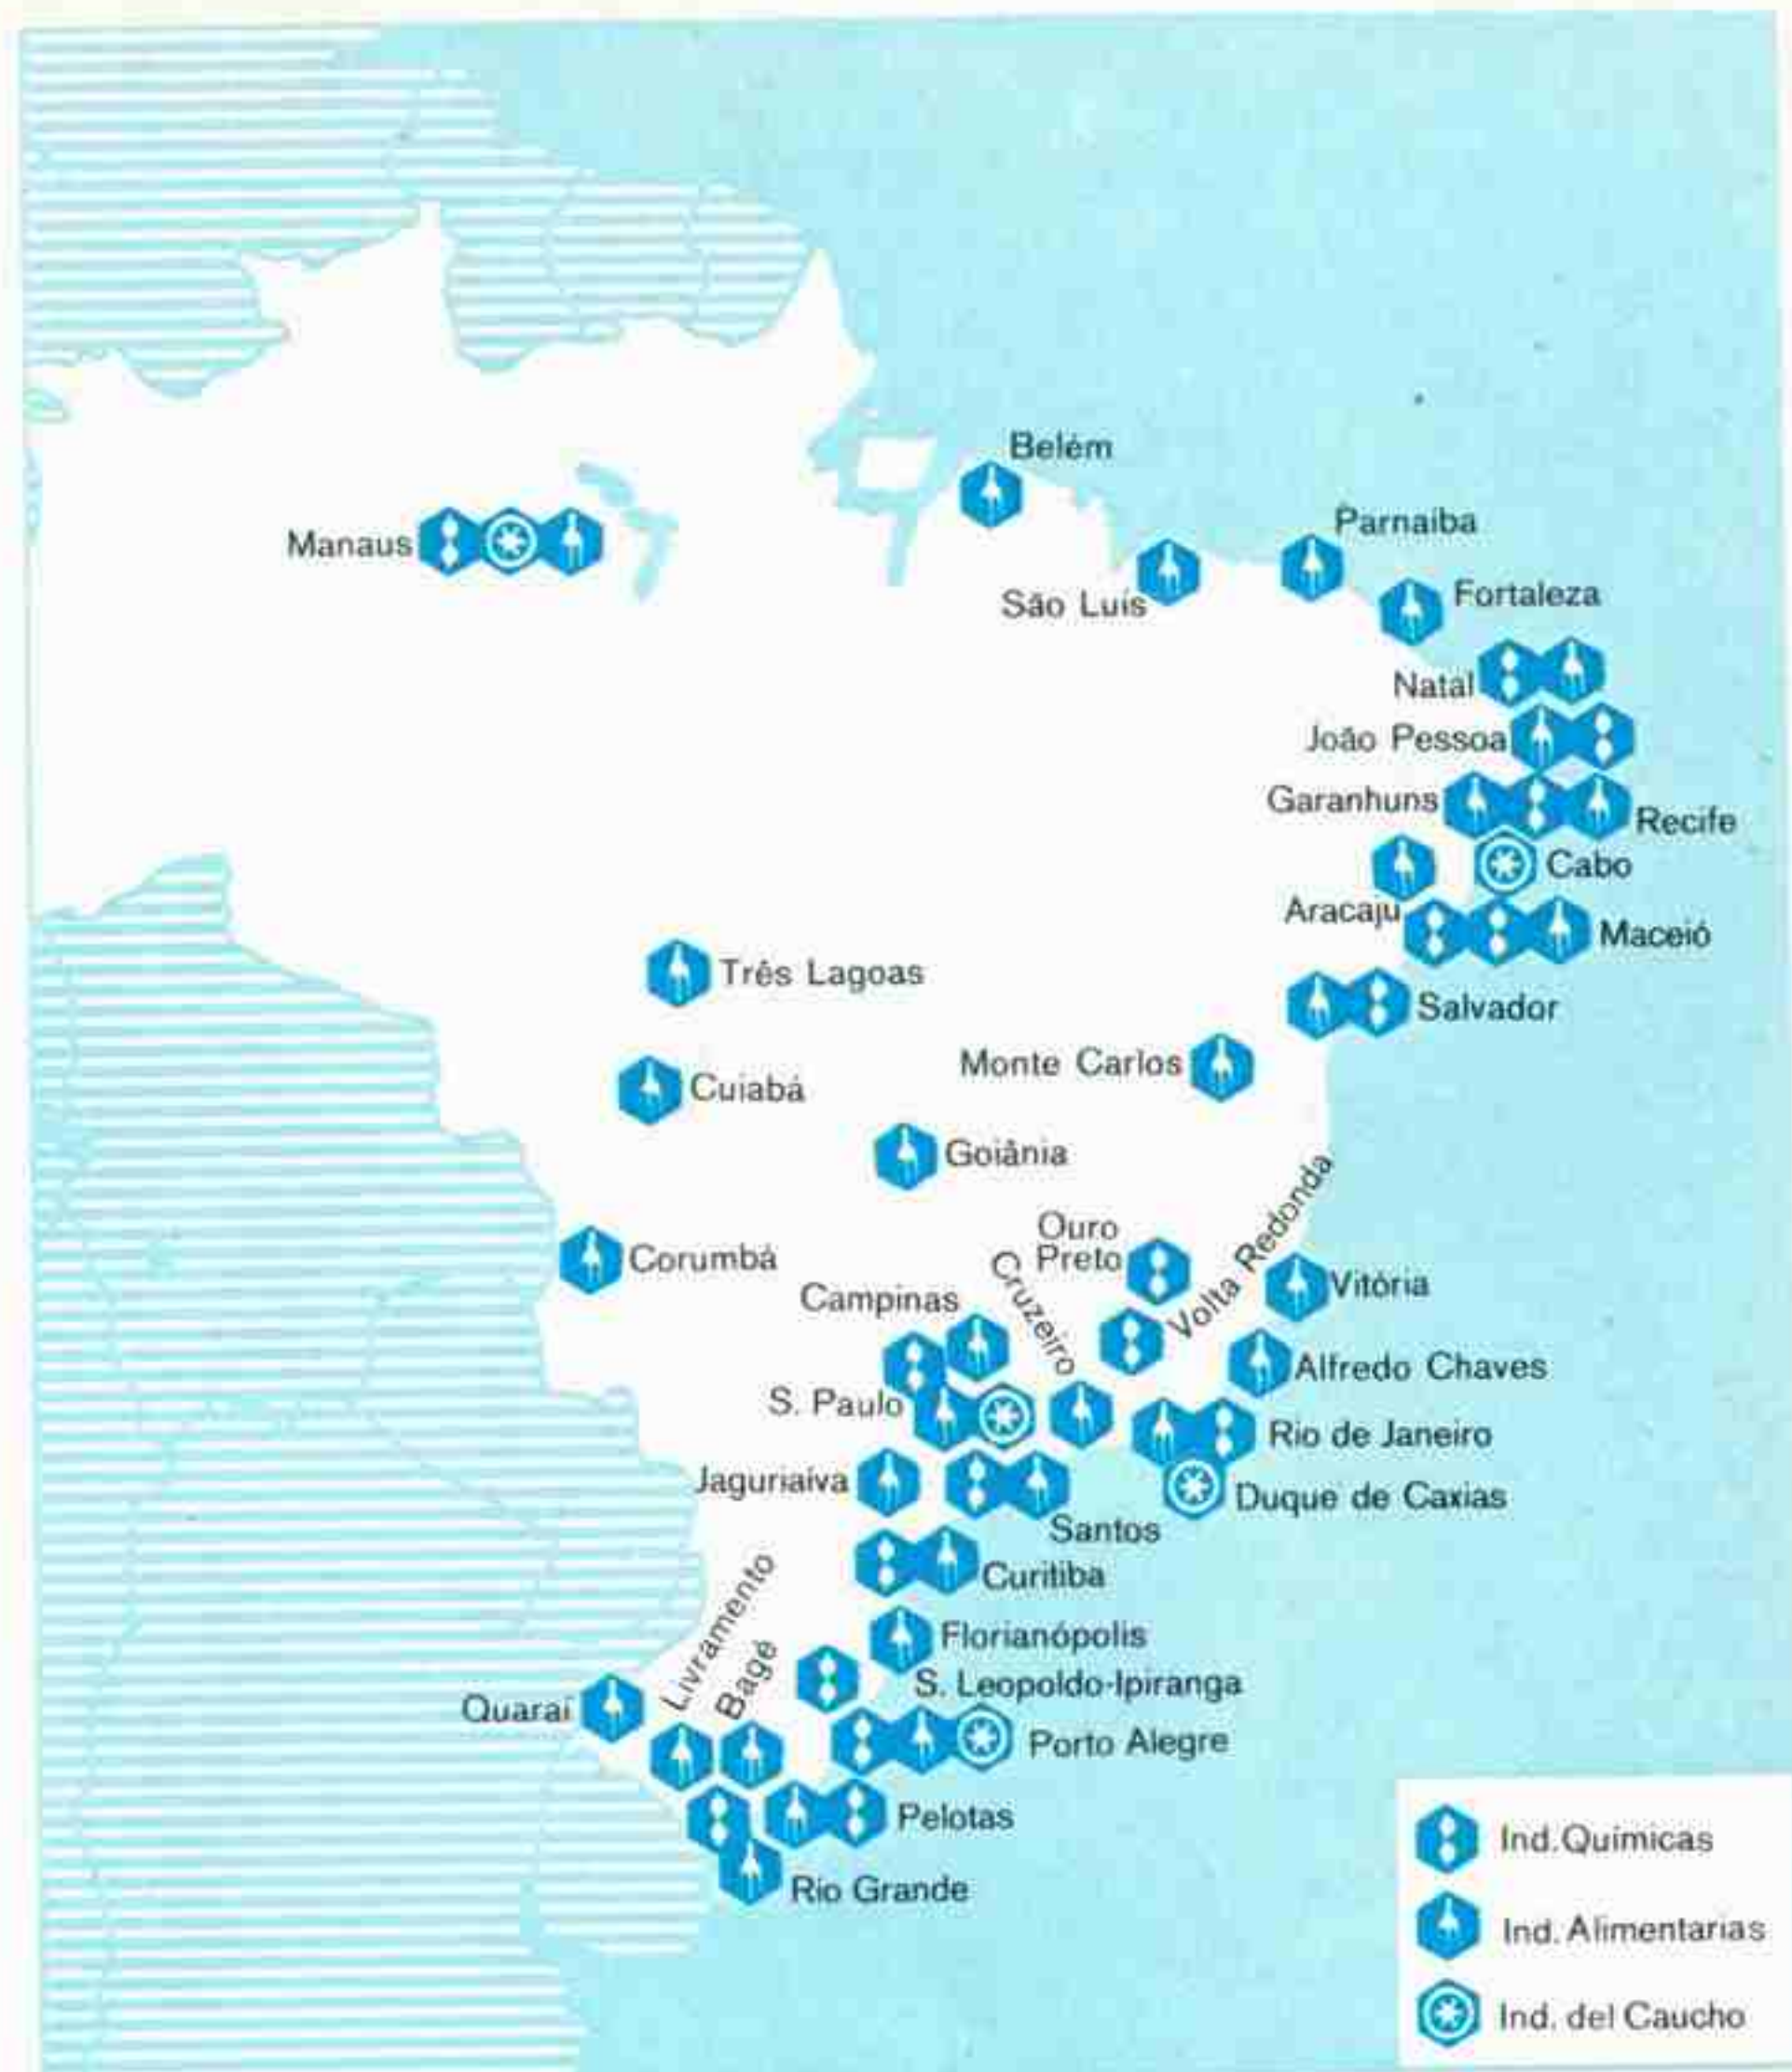 Belém
Parnaíba
Manaus
São Luís
Fortaleza
Natal
João Pessoa
Garanhuns
Recife
Cabo
Aracaju
Maceió
Três Lagoas
Salvador
Monte Carlos
Cuiabá
Goiânia
Volta Redonda
Ouro
Preto
Cruzeiro
Corumbá
Vitória
Campinas
Alfredo Chaves
S. Paulo
Rio de Janeiro
Jaguriaíva
Duque de Caxias
Santos
Curitiba
Livramento
Bagé
Florianópolis
S. Leopoldo-Ipiranga
Quaraí
Porto Alegre
Pelotas
Rio Grande
Ind. Químicas
Ind. Alimentarias
Ind. del Caucho